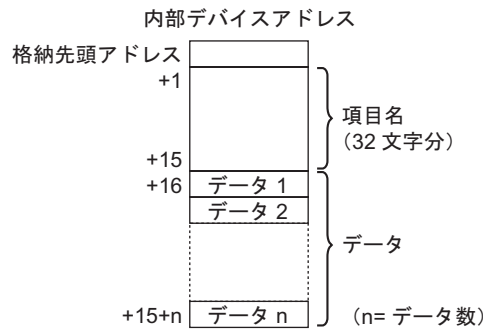 内部デバイスアドレス
格納先頭アドレス
+1
項目名
（32 文字分）
+15
+16 データ 1
データ 2
データ
+15+n データ n （n= データ数）